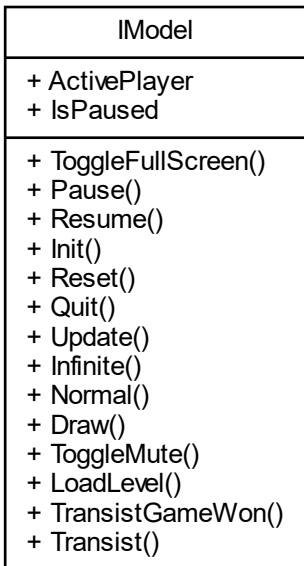 IModel
+ ActivePlayer
+ IsPaused
+ ToggleFullScreen()
+ Pause()
+ Resume()
+ Init()
+ Reset()
+ Quit()
+ Update()
+ Infinite()
+ Normal()
+ Draw()
+ ToggleMute()
+ LoadLevel()
+ TransistGameWon()
+ Transist()